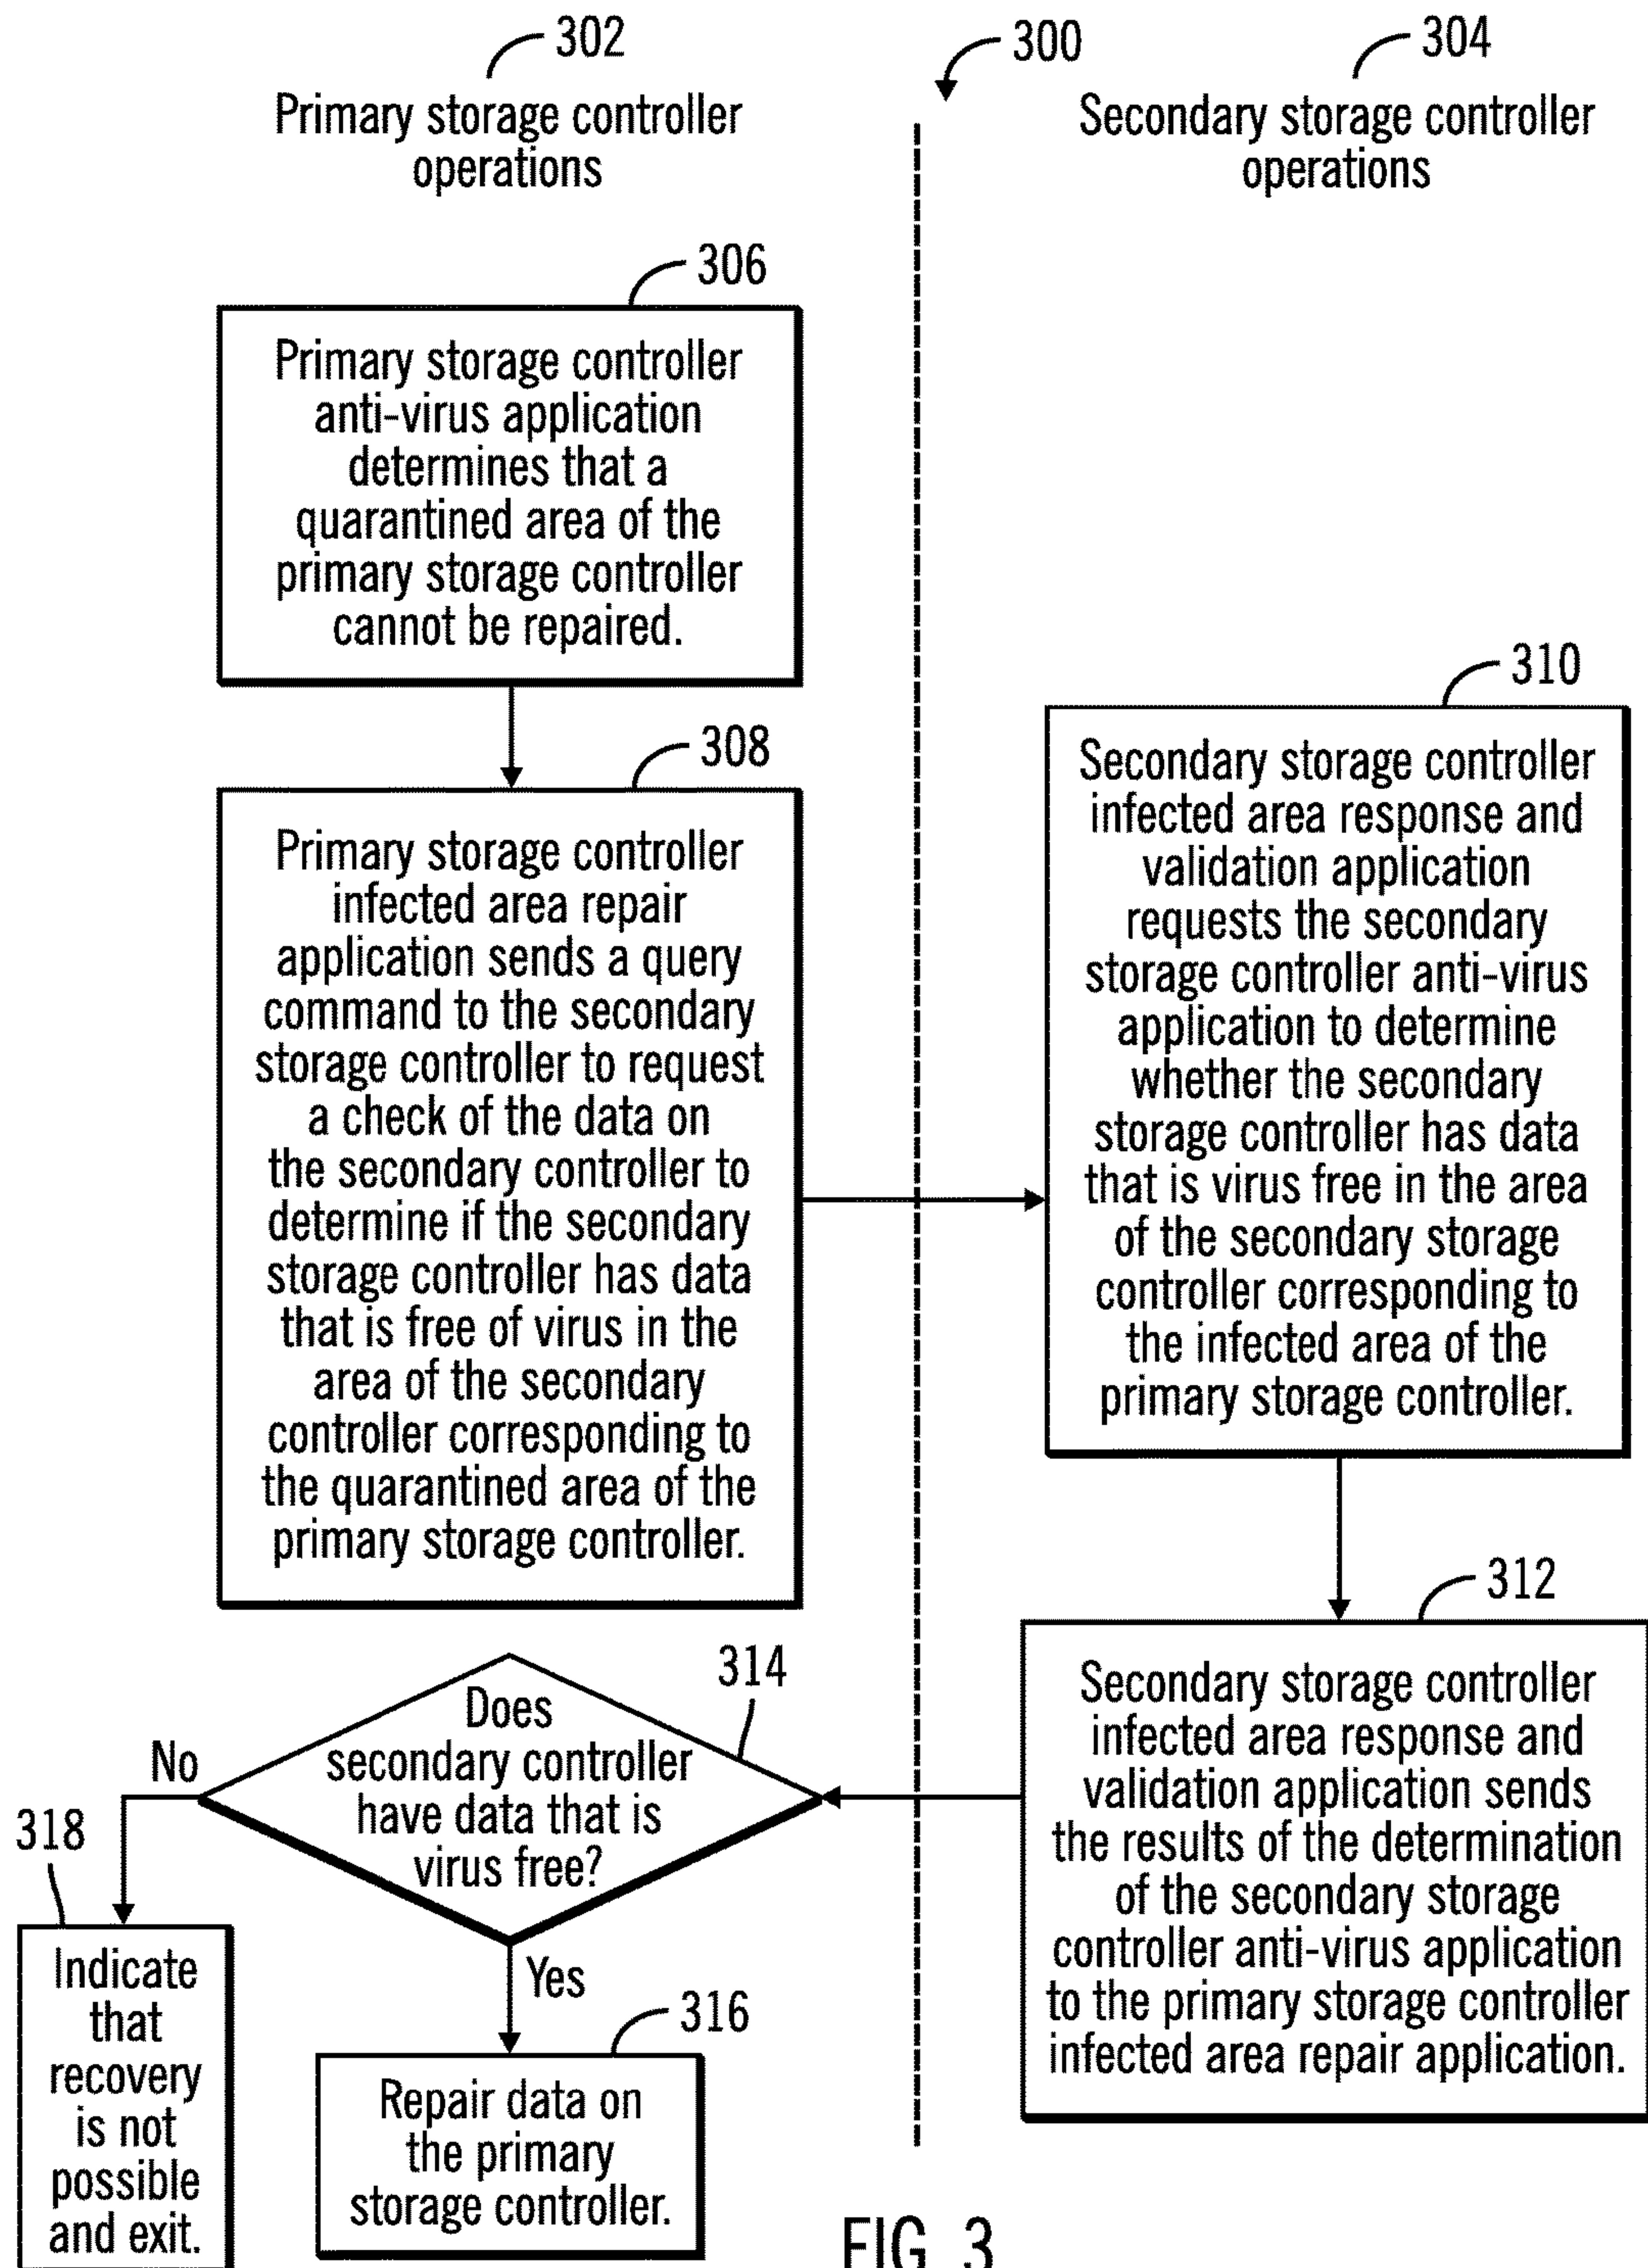 302
Primary storage controller
operations
300
304
Secondary storage controller
operations
306
Primary storage controller
anti-virus application
determines that a
quarantined area of the
primary storage controller
cannot be repaired.
308
Primary storage controller
infected area repair
application sends a query
command to the secondary
storage controller to request
a check of the data on
the secondary controller to
determine if the secondary
storage controller has data
that is free of virus in the
area of the secondary
controller corresponding to
the quarantined area of the
primary storage controller.
310
Secondary storage controller
infected area response and
validation application
requests the secondary
storage controller anti-virus
application to determine
whether the secondary
storage controller has data
that is virus free in the area
of the secondary storage
controller corresponding to
the infected area of the
primary storage controller.
312
Secondary storage controller
infected area response and
validation application sends
the results of the determination
of the secondary storage
controller anti-virus application
to the primary storage controller
infected area repair application.
314
Does
secondary controller
have data that is
virus free?
No
318
Indicate
that
recovery
is not
possible
and exit.
Yes
316
Repair data on
the primary
storage controller.
FIG. 3